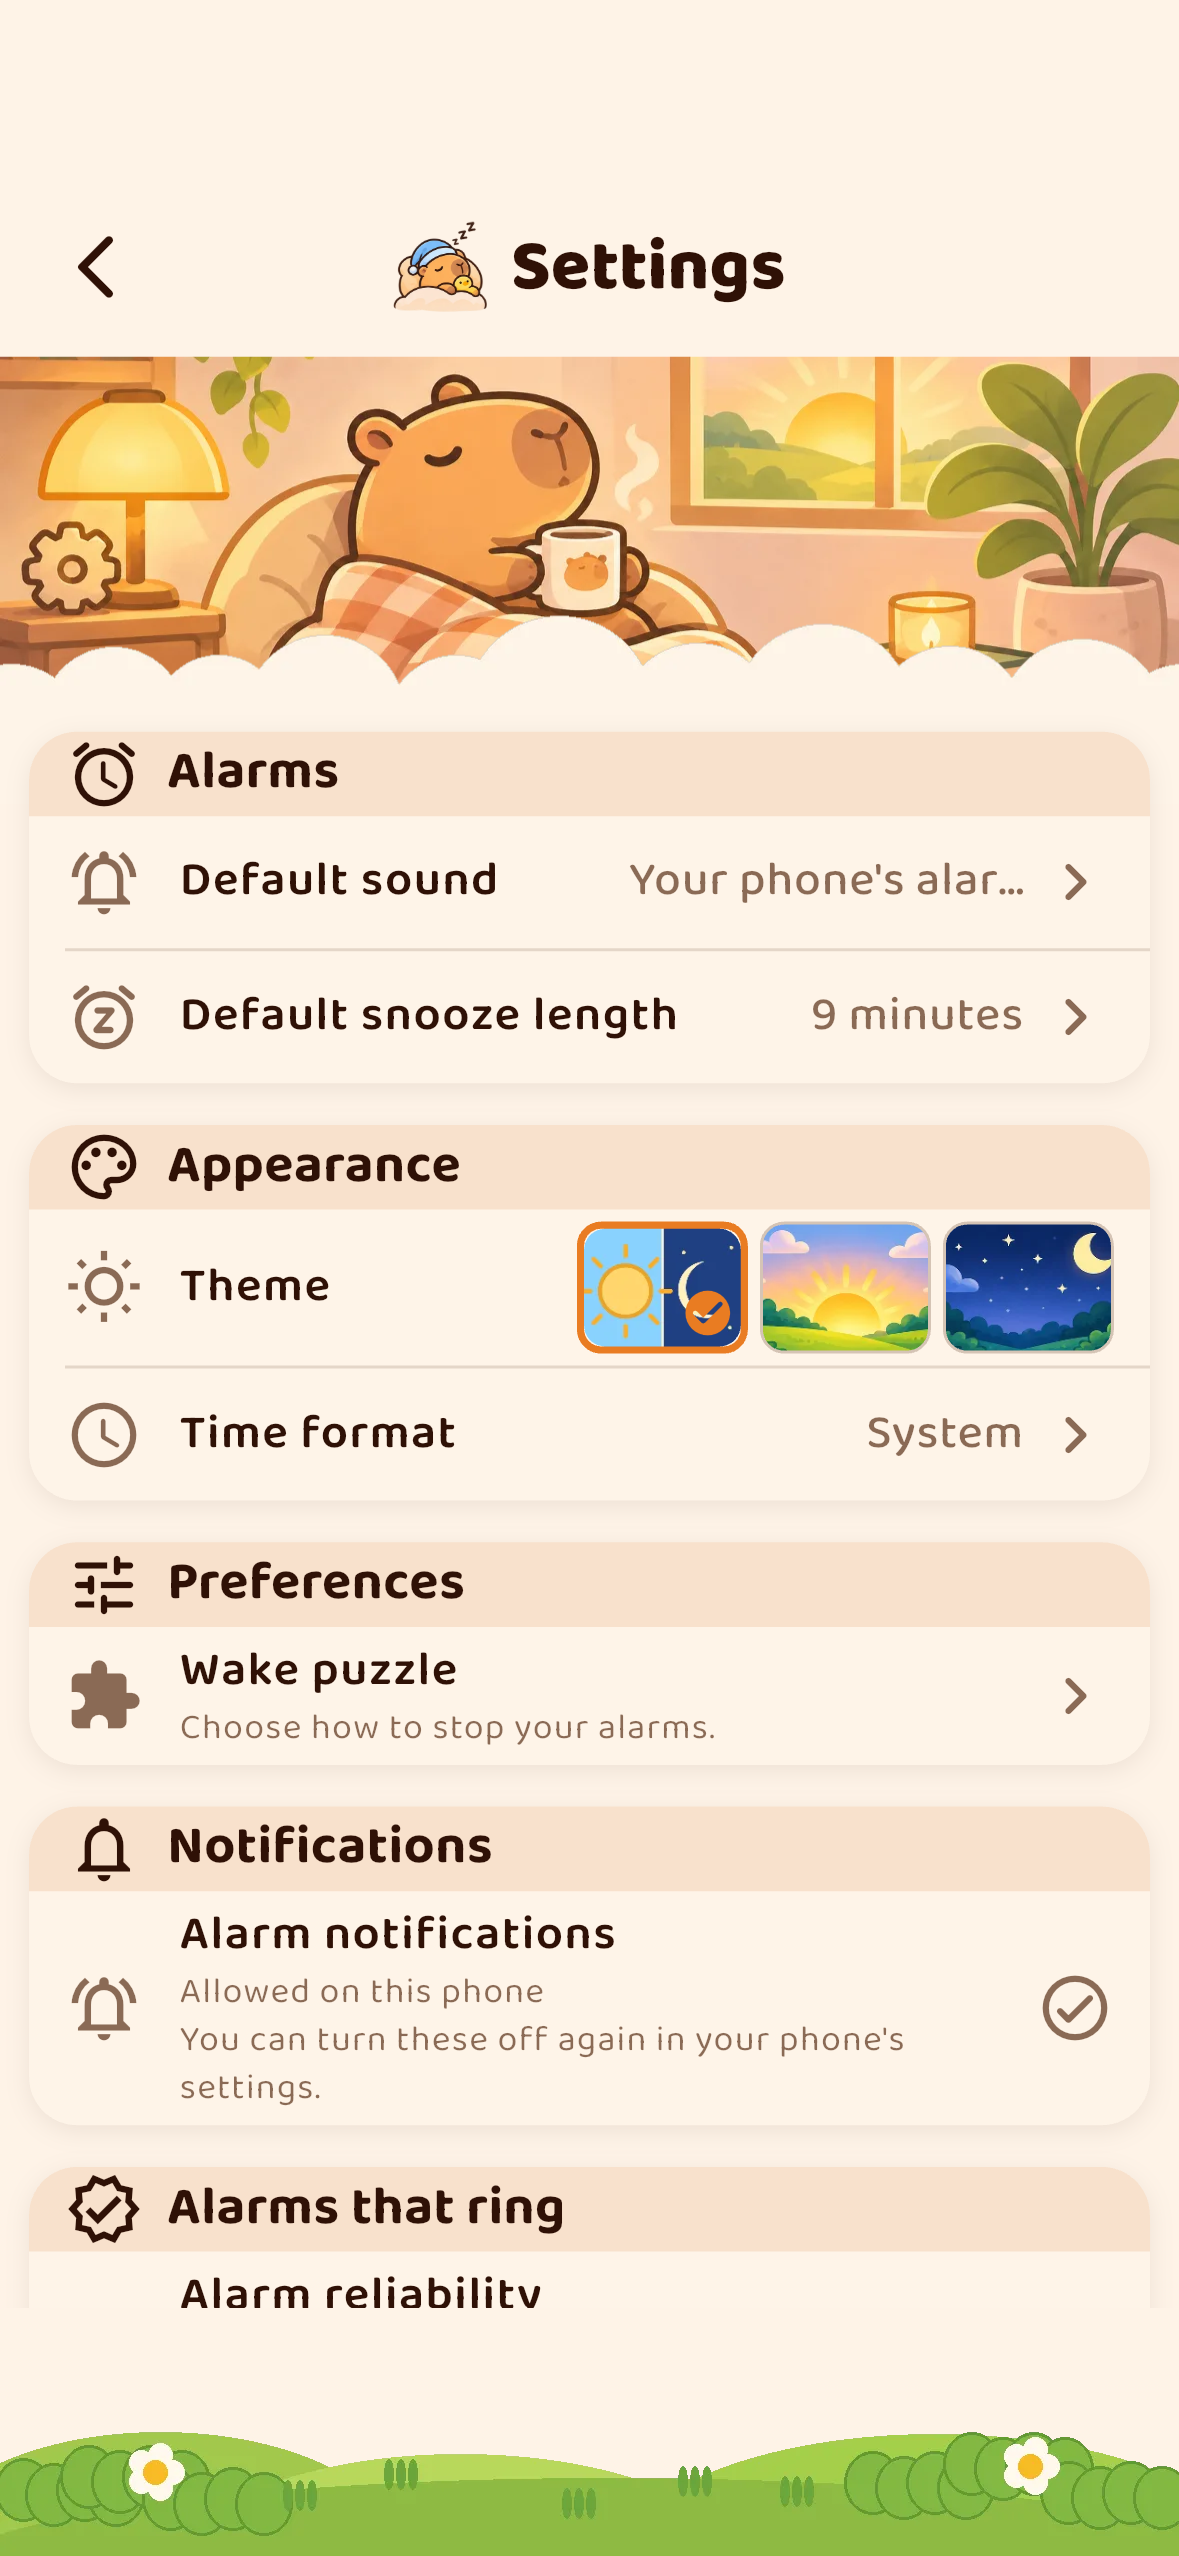 Settings
Alarms
Default sound
Your phone's alar...
Default snooze length
9 minutes
Appearance
Theme
Time format
System
Preferences
Wake puzzle
Choose how to stop your alarms.
Notifications
Alarm notifications
Allowed on this phone
You can turn these off again in your phone's
settings.
Alarms that ring
Alarm reliability